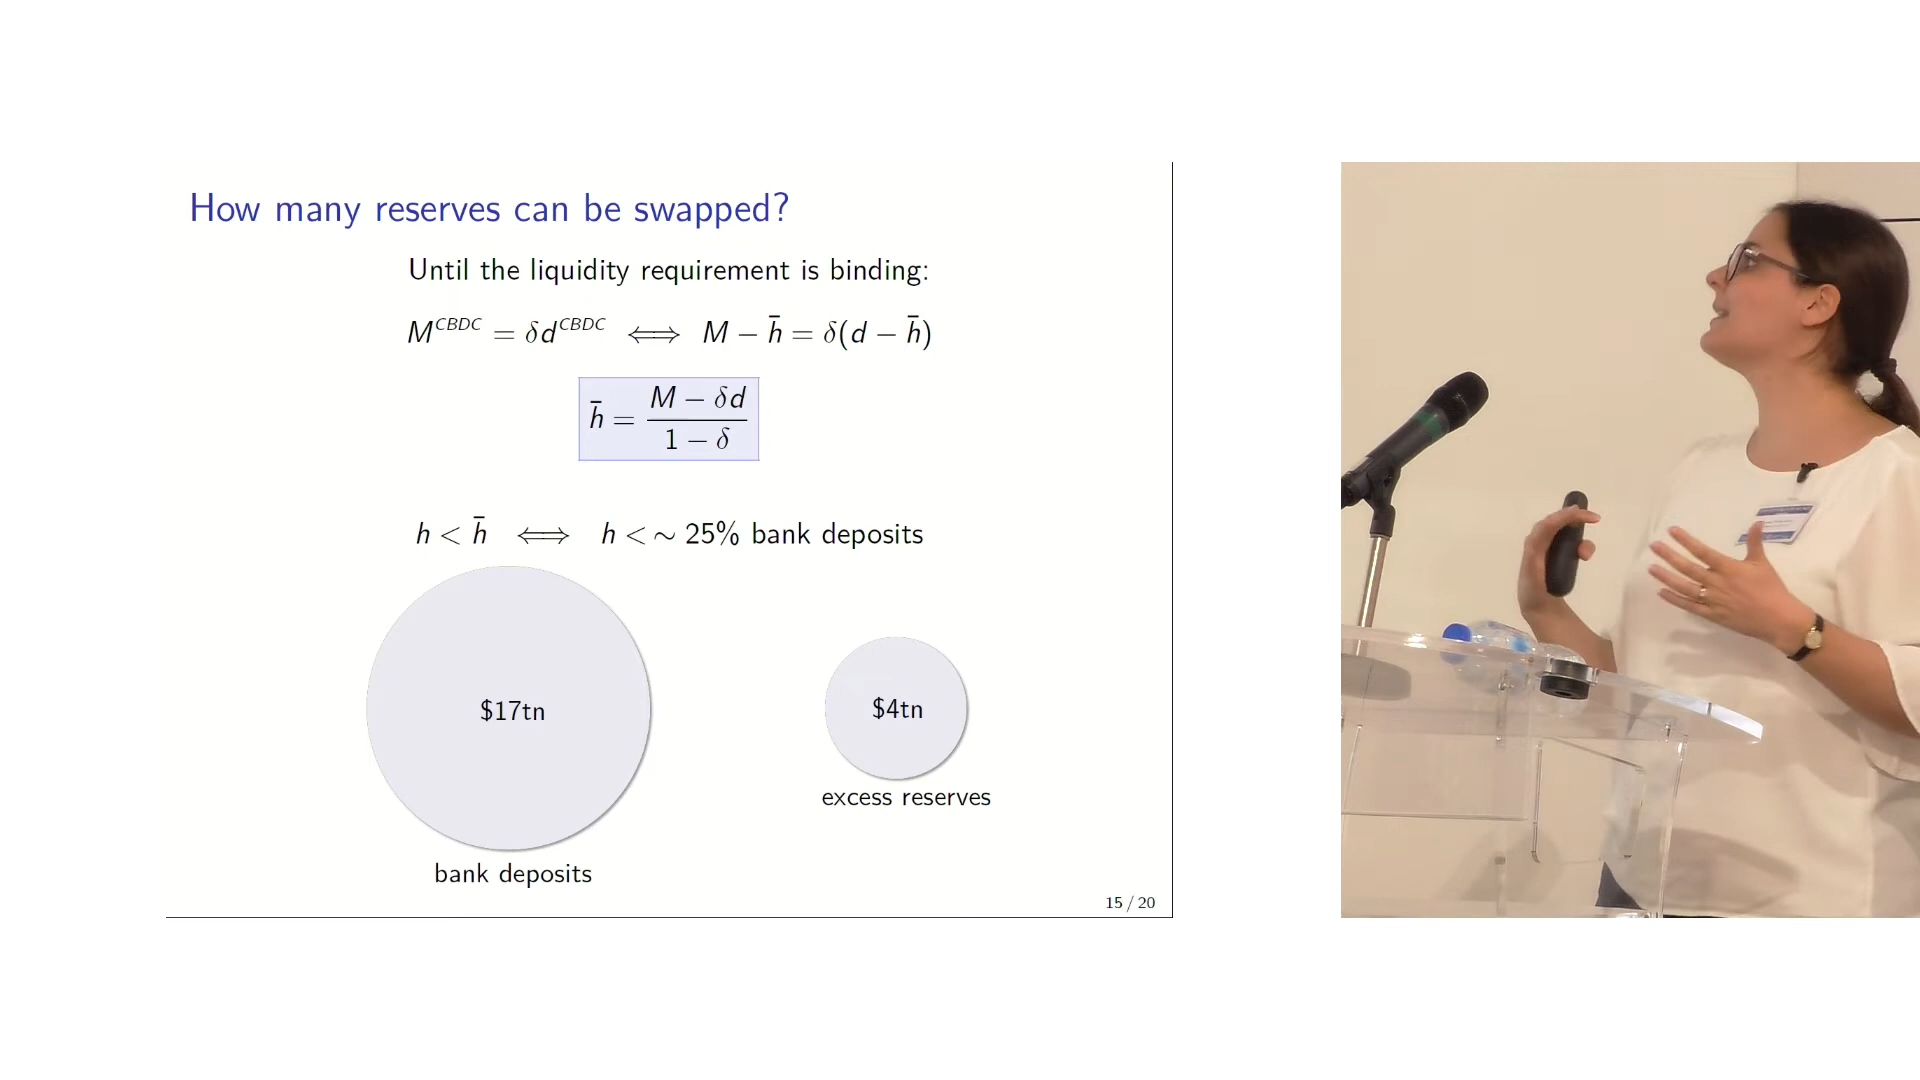 How many reserves can be swapped?
Until the liquidity requirement is binding:
M^{CBDC} = δd^{CBDC} ⟺ M − h̄ = δ(d − h̄)
h̄ = \frac{M − δd}{1 − δ}
h < h̄ ⟺ h < ∼ 25% bank deposits
$17tn
$4tn
excess reserves
bank deposits
15 / 20